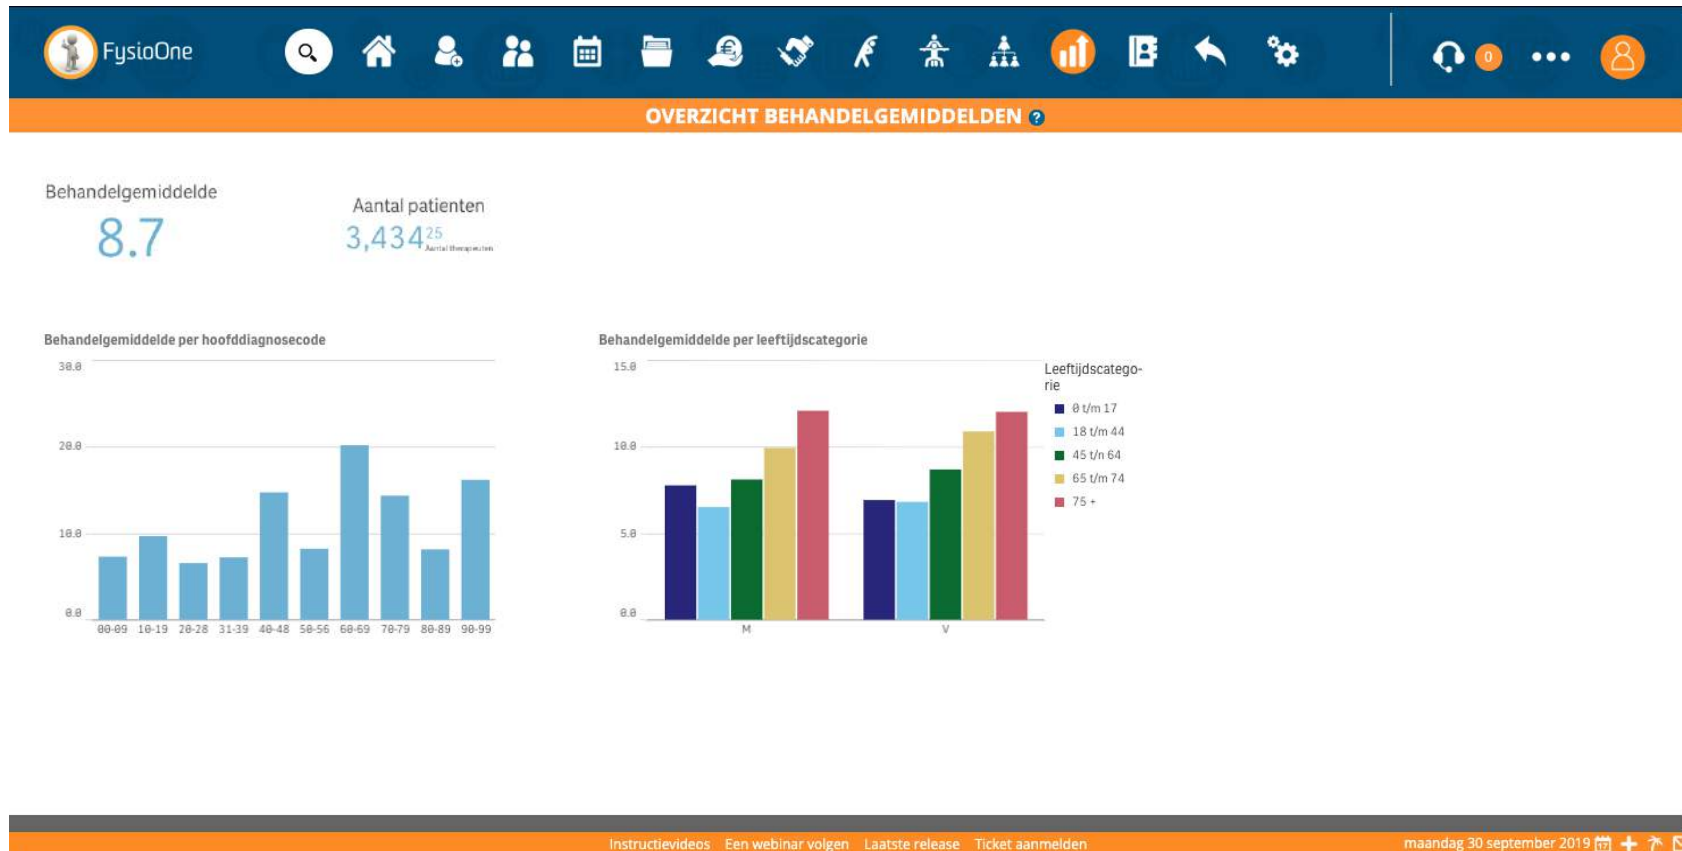 FysioOne
0
OVERZICHT BEHANDELGEMIDDELDEN ?
Behandelgemiddelde
8.7
Aantal patienten
3,434 25
Aantal therapeuten
Behandelgemiddelde per hoofddiagnosecode
30.0
20.0
10.0
0.0
00-09 10-19 20-28 31-39 40-48 50-56 60-69 70-79 80-89 90-99
Behandelgemiddelde per leeftijdscategorie
15.0
10.0
5.0
0.0
M V
Leeftijdscatego-
rie
0 t/m 17
18 t/m 44
45 t/n 64
65 t/m 74
75 +
Instructievideos Een webinar volgen Laatste release Ticket aanmelden
maandag 30 september 2019 17